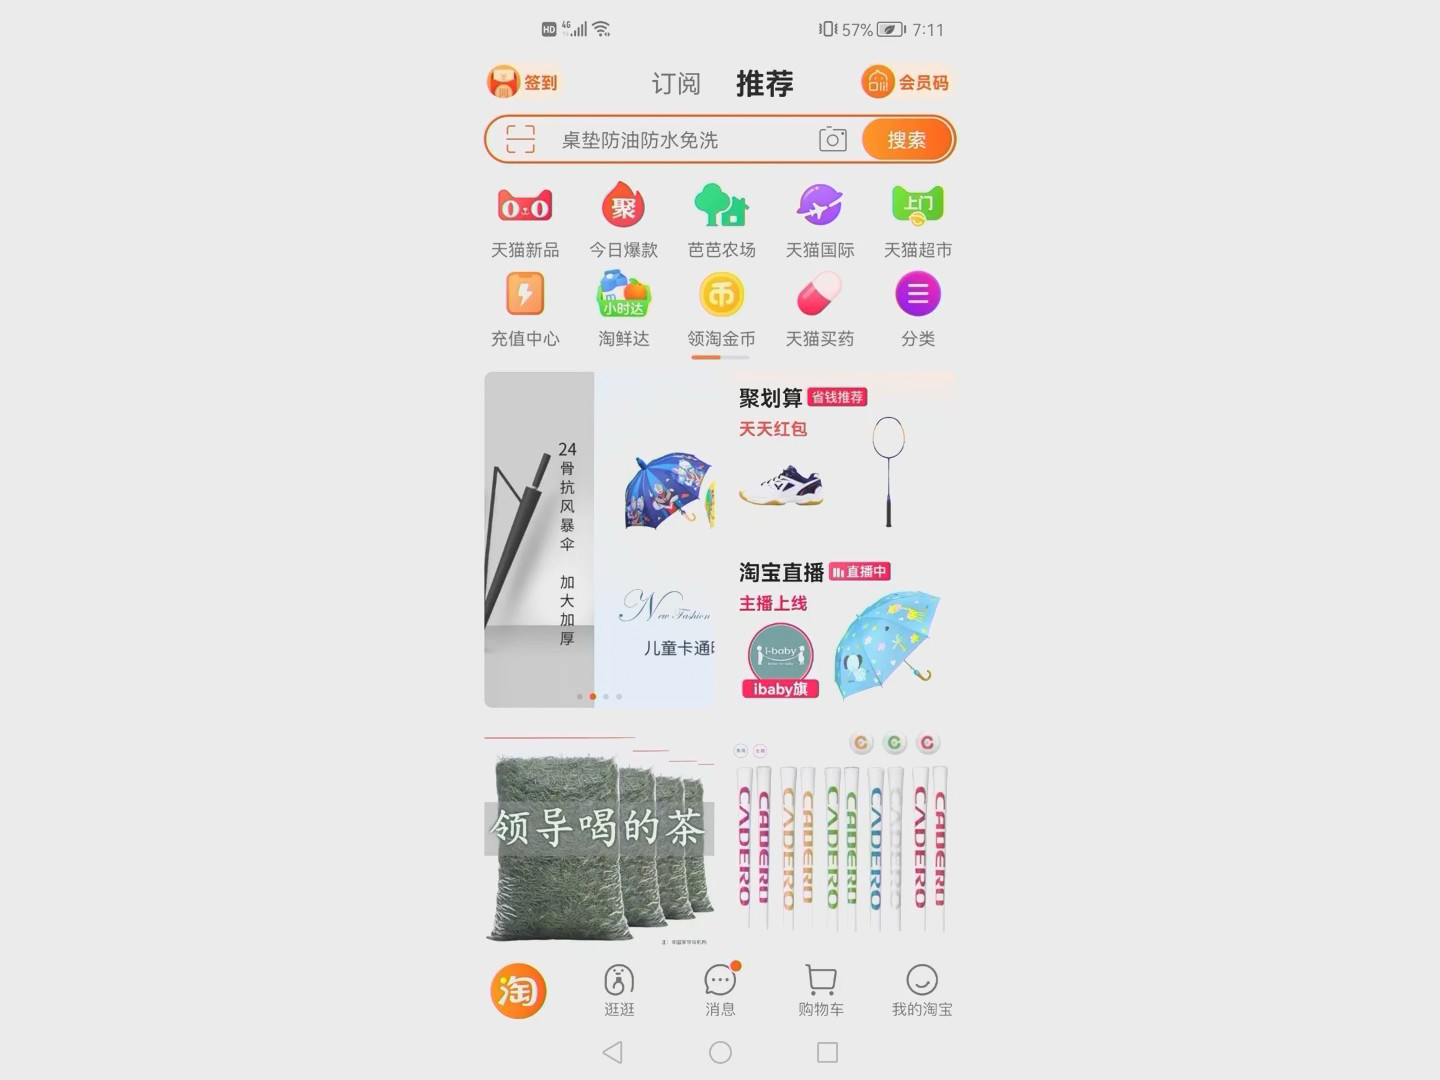 HD 4G 57% 7:11
签到 订阅 推荐 会员码
桌垫防油防水免洗 搜索
上门
天猫新品 今日爆款 芭芭农场 天猫国际 天猫超市
聚
小时达
币
充值中心 淘鲜达 领淘金币 天猫买药 分类
24骨抗风暴伞 加大加厚
New Fashion
儿童卡通
聚划算 省钱推荐
天天红包
淘宝直播 直播中
主播上线
i-baby
ibaby旗
领导喝的茶
CADERO CADERO CADERO CADERO CADERO CADERO CADERO CADERO CADERO CADERO
淘
逛逛 消息 购物车 我的淘宝